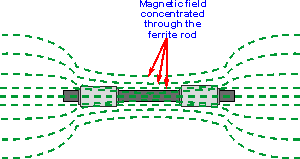 Magnetic field
concentrated
through the
ferrite rod